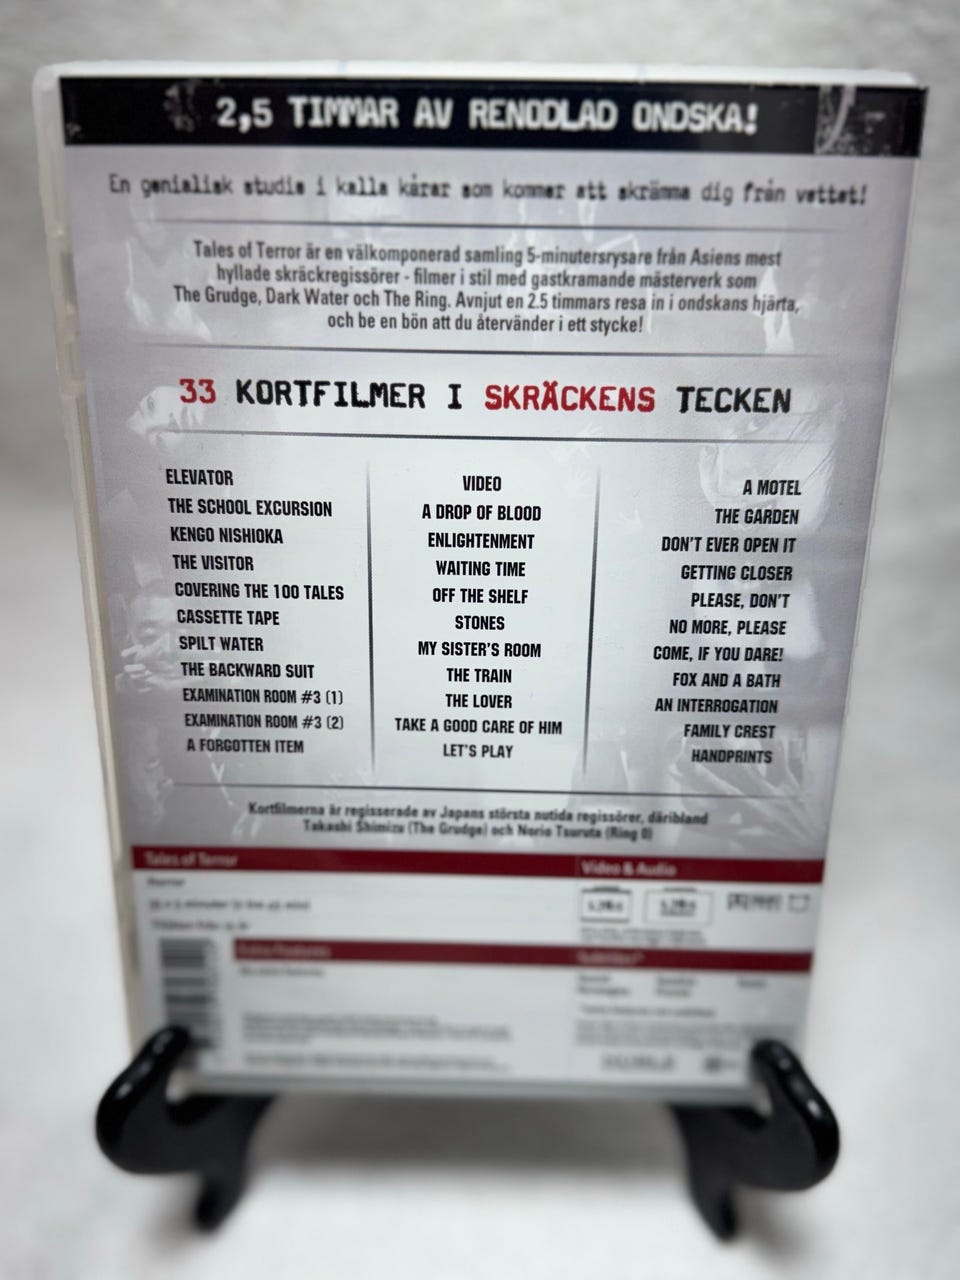 2,5 TIMMAR AV RENODLAD ONDSKA!
En genialisk studie i kalla kårar som kommer att skrämma dig från vettet!
Tales of Terror är en välkomponerad samling 5-minutersrysare från Asiens mest
hyllade skräckregissörer - filmer i stil med gastkramande mästerverk som
The Grudge, Dark Water och The Ring. Avnjut en 2.5 timmars resa in i ondskans hjärta,
och be en bön att du återvänder i ett stycke!
33 KORTFILMER I SKRÄCKENS TECKEN
ELEVATOR
THE SCHOOL EXCURSION
KENGO NISHIOKA
THE VISITOR
COVERING THE 100 TALES
CASSETTE TAPE
SPILT WATER
THE BACKWARD SUIT
EXAMINATION ROOM #3 (1)
EXAMINATION ROOM #3 (2)
A FORGOTTEN ITEM
VIDEO
A DROP OF BLOOD
ENLIGHTENMENT
WAITING TIME
OFF THE SHELF
STONES
MY SISTER'S ROOM
THE TRAIN
THE LOVER
TAKE A GOOD CARE OF HIM
LET'S PLAY
A MOTEL
THE GARDEN
DON'T EVER OPEN IT
GETTING CLOSER
PLEASE, DON'T
NO MORE, PLEASE
COME, IF YOU DARE!
FOX AND A BATH
AN INTERROGATION
FAMILY CREST
HANDPRINTS
Kortfilmerna är regisserade av Japans största nutida regissörer, däribland
Takashi Shimizu (The Grudge) och Norio Tsuruta (Ring 0)
Tales of Terror
Video & Audio
Horror
Extra Features
Subtitles*